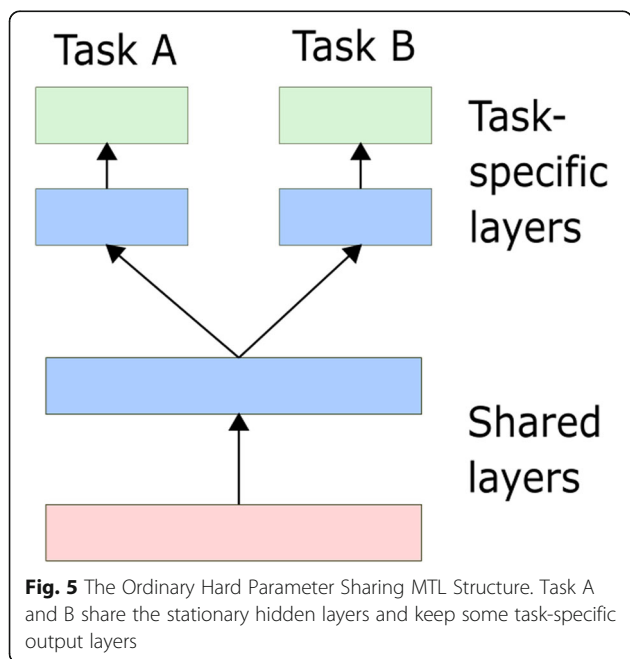 Task A
Task B
Task-
specific
layers
Shared
layers
Fig. 5 The Ordinary Hard Parameter Sharing MTL Structure. Task A
and B share the stationary hidden layers and keep some task-specific
output layers